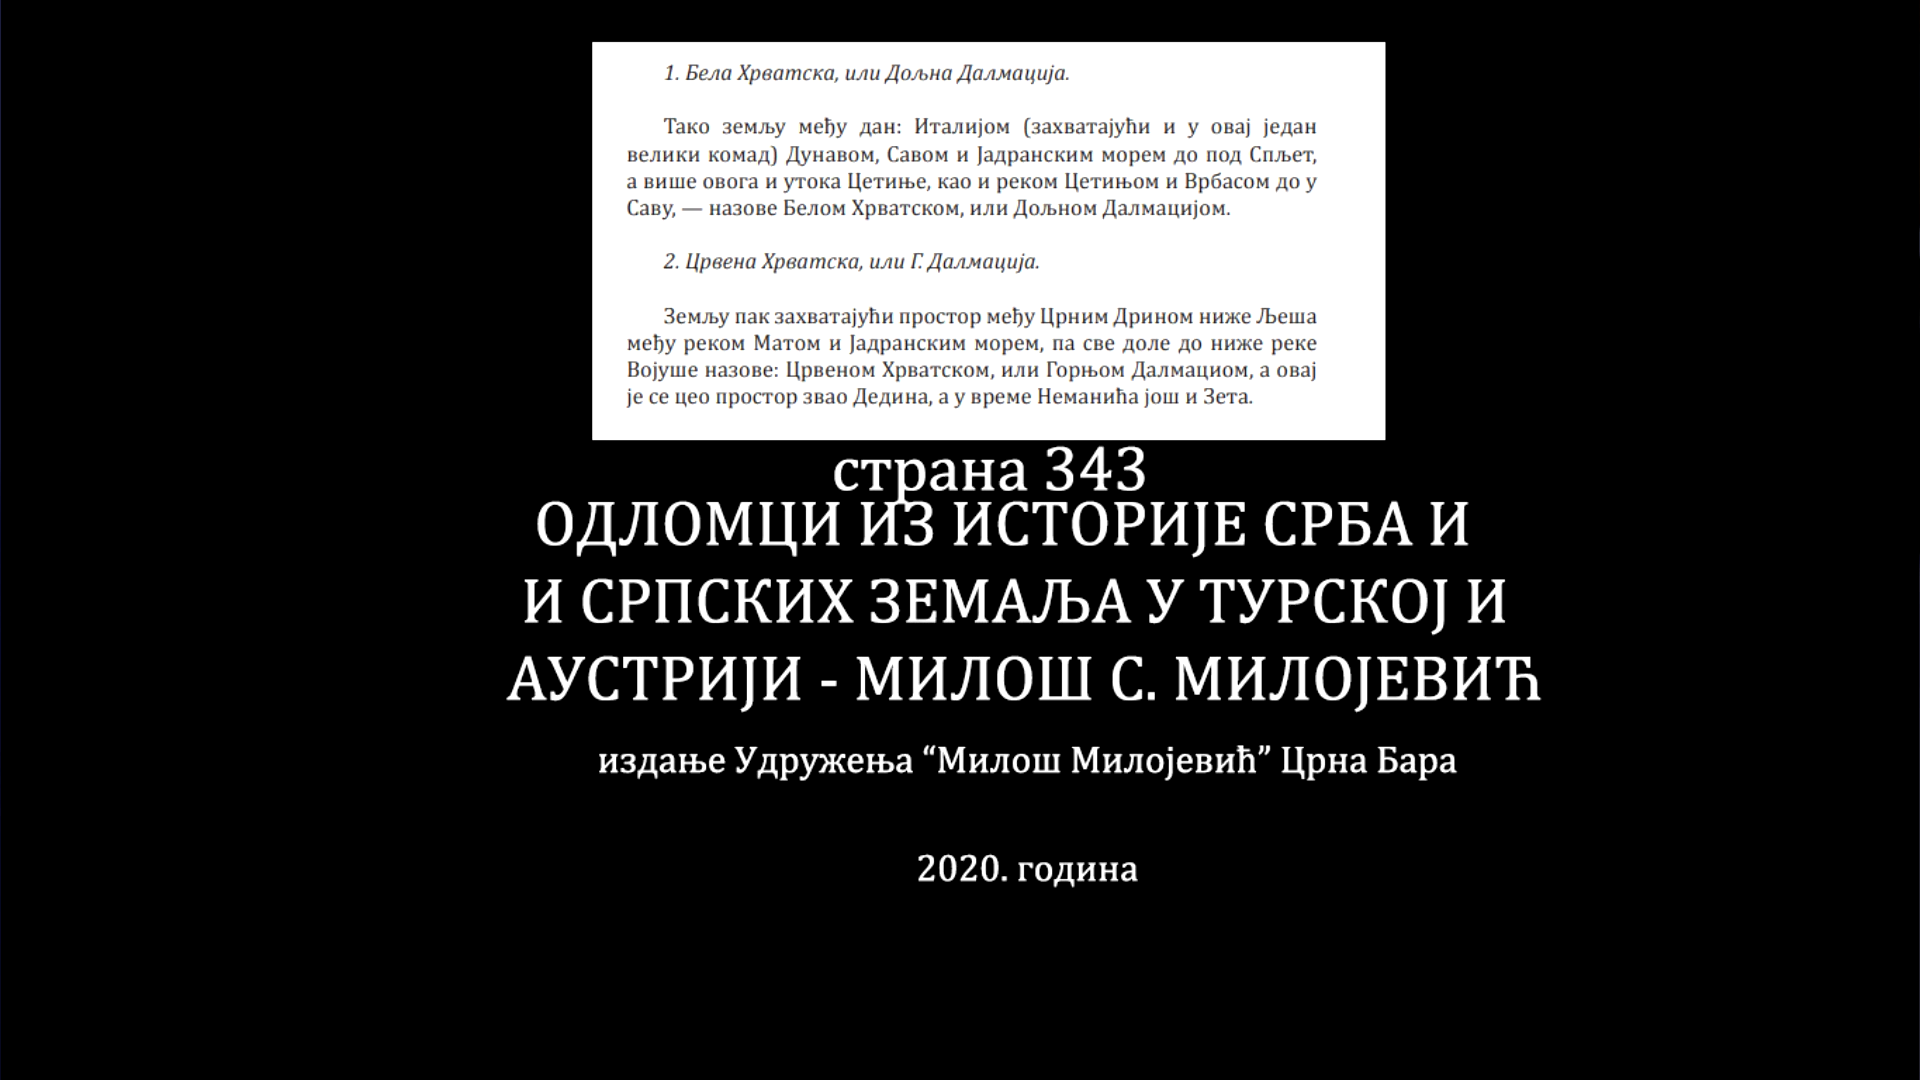 1. Бела Хрватска, или Дољна Далмација.
Тако земљу међу дан: Италијом (захватајући и у овај један
велики комад) Дунавом, Савом и Јадранским морем до под Спљет,
а више овога и утока Цетиње, као и реком Цетињом и Врбасом до у
Саву, — назове Белом Хрватском, или Дољном Далмацијом.
2. Црвена Хрватска, или Г. Далмација.
Земљу пак захватајући простор међу Црним Дрином ниже Љеша
међу реком Матом и Јадранским морем, па све доле до ниже реке
Војуше назове: Црвеном Хрватском, или Горњом Далмациом, а овај
је се цео простор звао Дедина, а у време Неманића још и Зета.
страна 343
ОДЛОМЦИ ИЗ ИСТОРИЈЕ СРБА И
И СРПСКИХ ЗЕМАЉА У ТУРСКОЈ И
АУСТРИЈИ - МИЛОШ С. МИЛОЈЕВИЋ
издање Удружења “Милош Милојевић” Црна Бара
2020. година